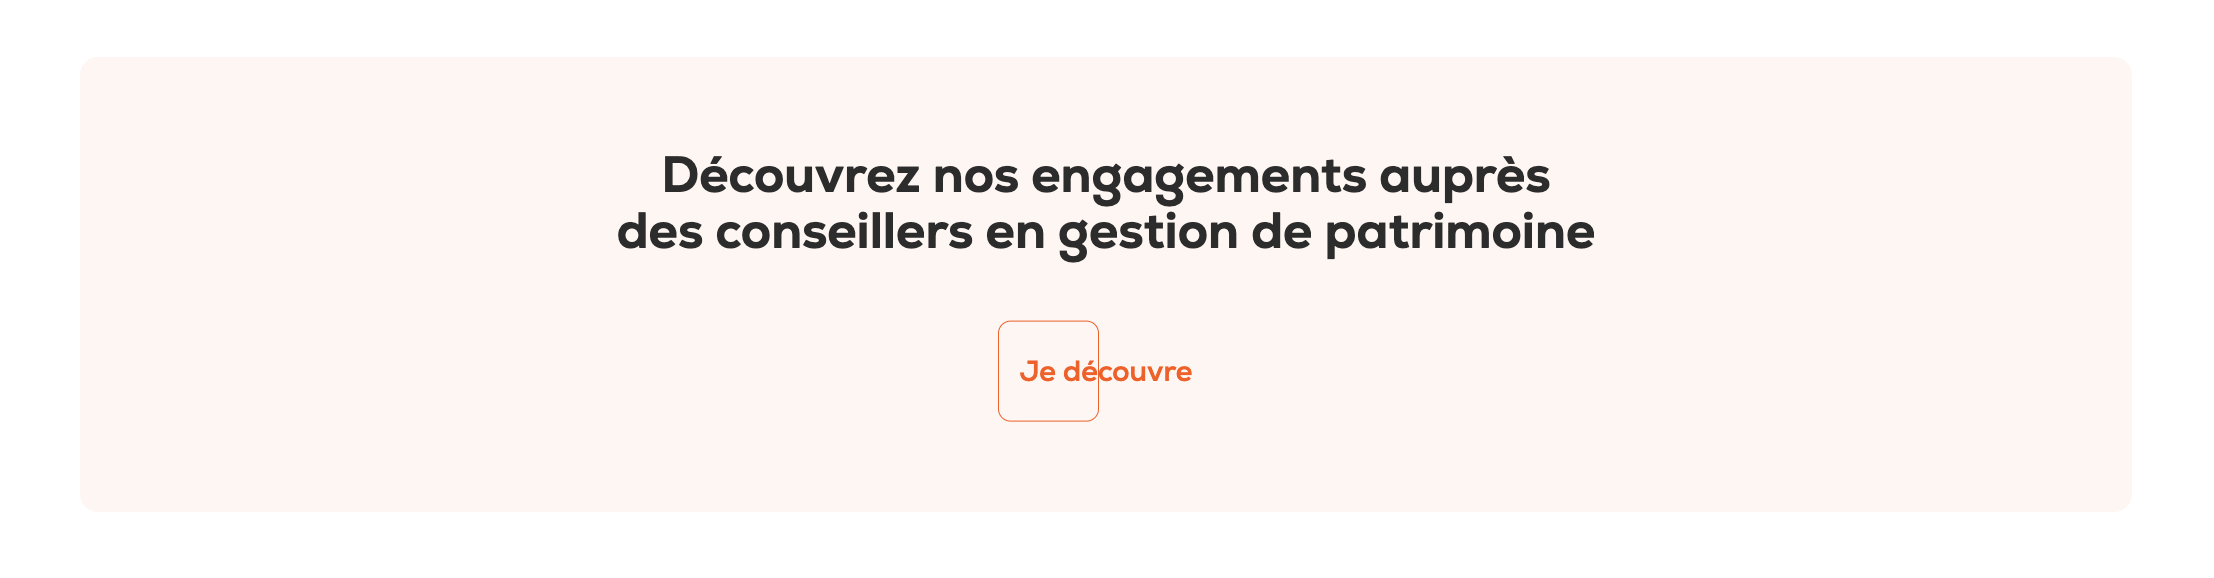 Découvrez nos engagements auprès
des conseillers en gestion de patrimoine
Je découvre